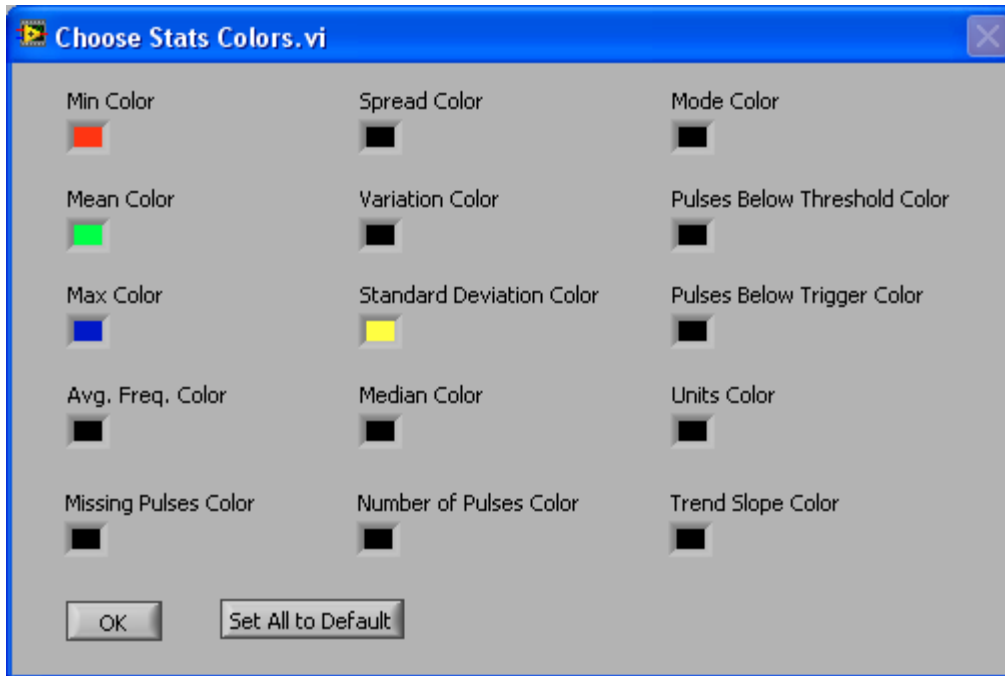 Choose Stats Colors.vi
Min Color
Spread Color
Mode Color
Mean Color
Variation Color
Pulses Below Threshold Color
Max Color
Standard Deviation Color
Pulses Below Trigger Color
Avg. Freq. Color
Median Color
Units Color
Missing Pulses Color
Number of Pulses Color
Trend Slope Color
OK
Set All to Default